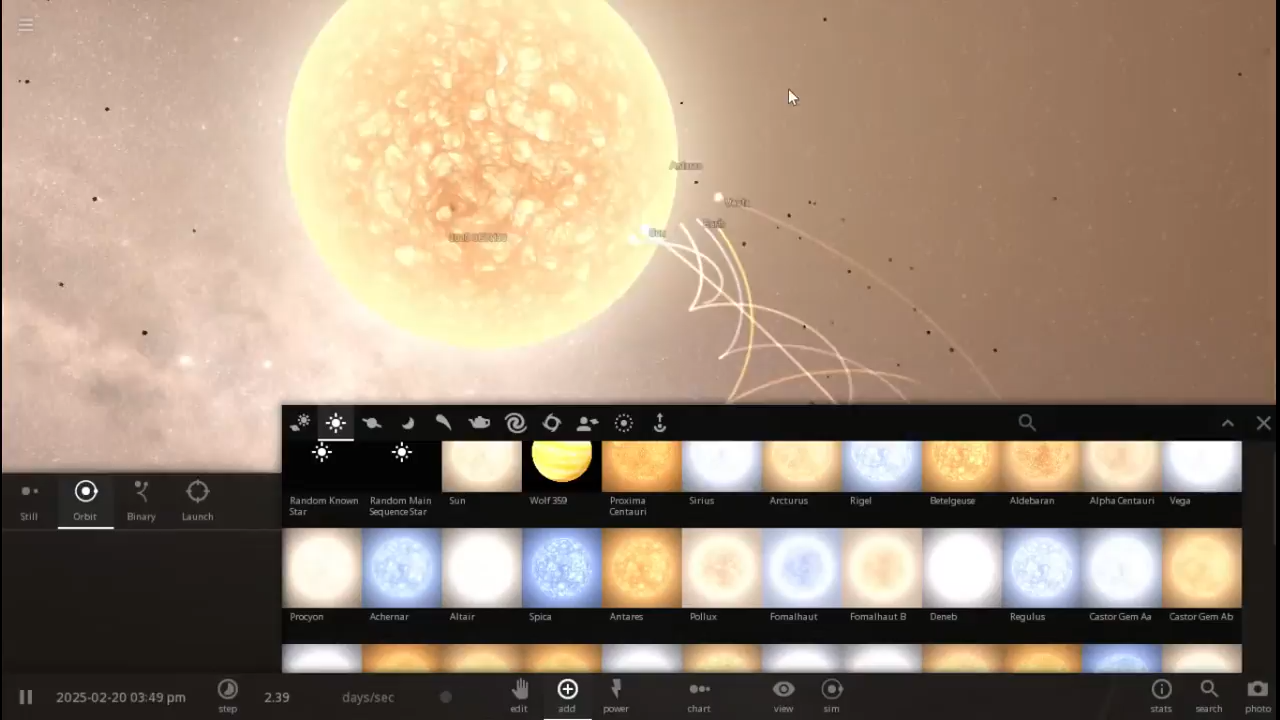 Still
Orbit
Binary
Launch
Random Known
Star
Random Main
Sequence Star
Sun
Wolf 359
Proxima
Centauri
Sirius
Arcturus
Rigel
Betelgeuse
Aldebaran
Alpha Centauri
Vega
Procyon
Achernar
Altair
Spica
Antares
Pollux
Fomalhaut
Fomalhaut B
Deneb
Regulus
Castor Gem Aa
Castor Gem Ab
2025-02-20 03:49 pm
step
2.39
days/sec
edit
add
power
chart
view
sim
stats
search
photo